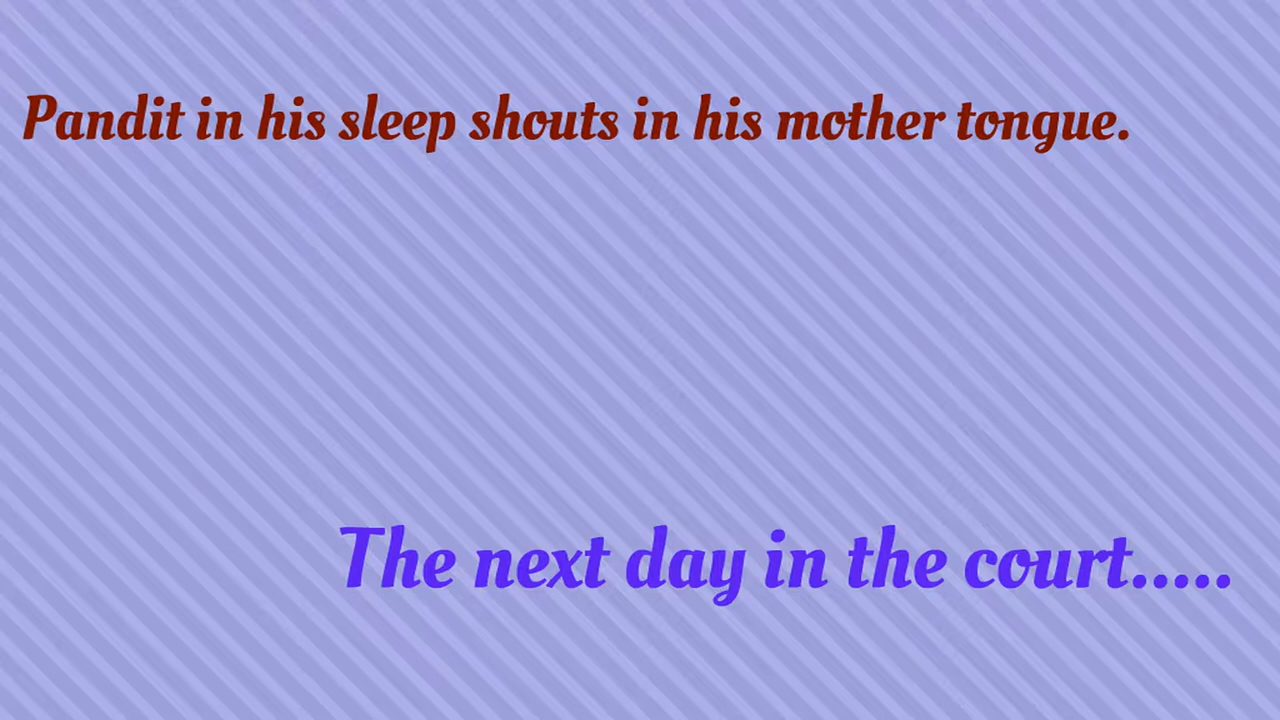 Pandit in his sleep shouts in his mother tongue.
The next day in the court.....